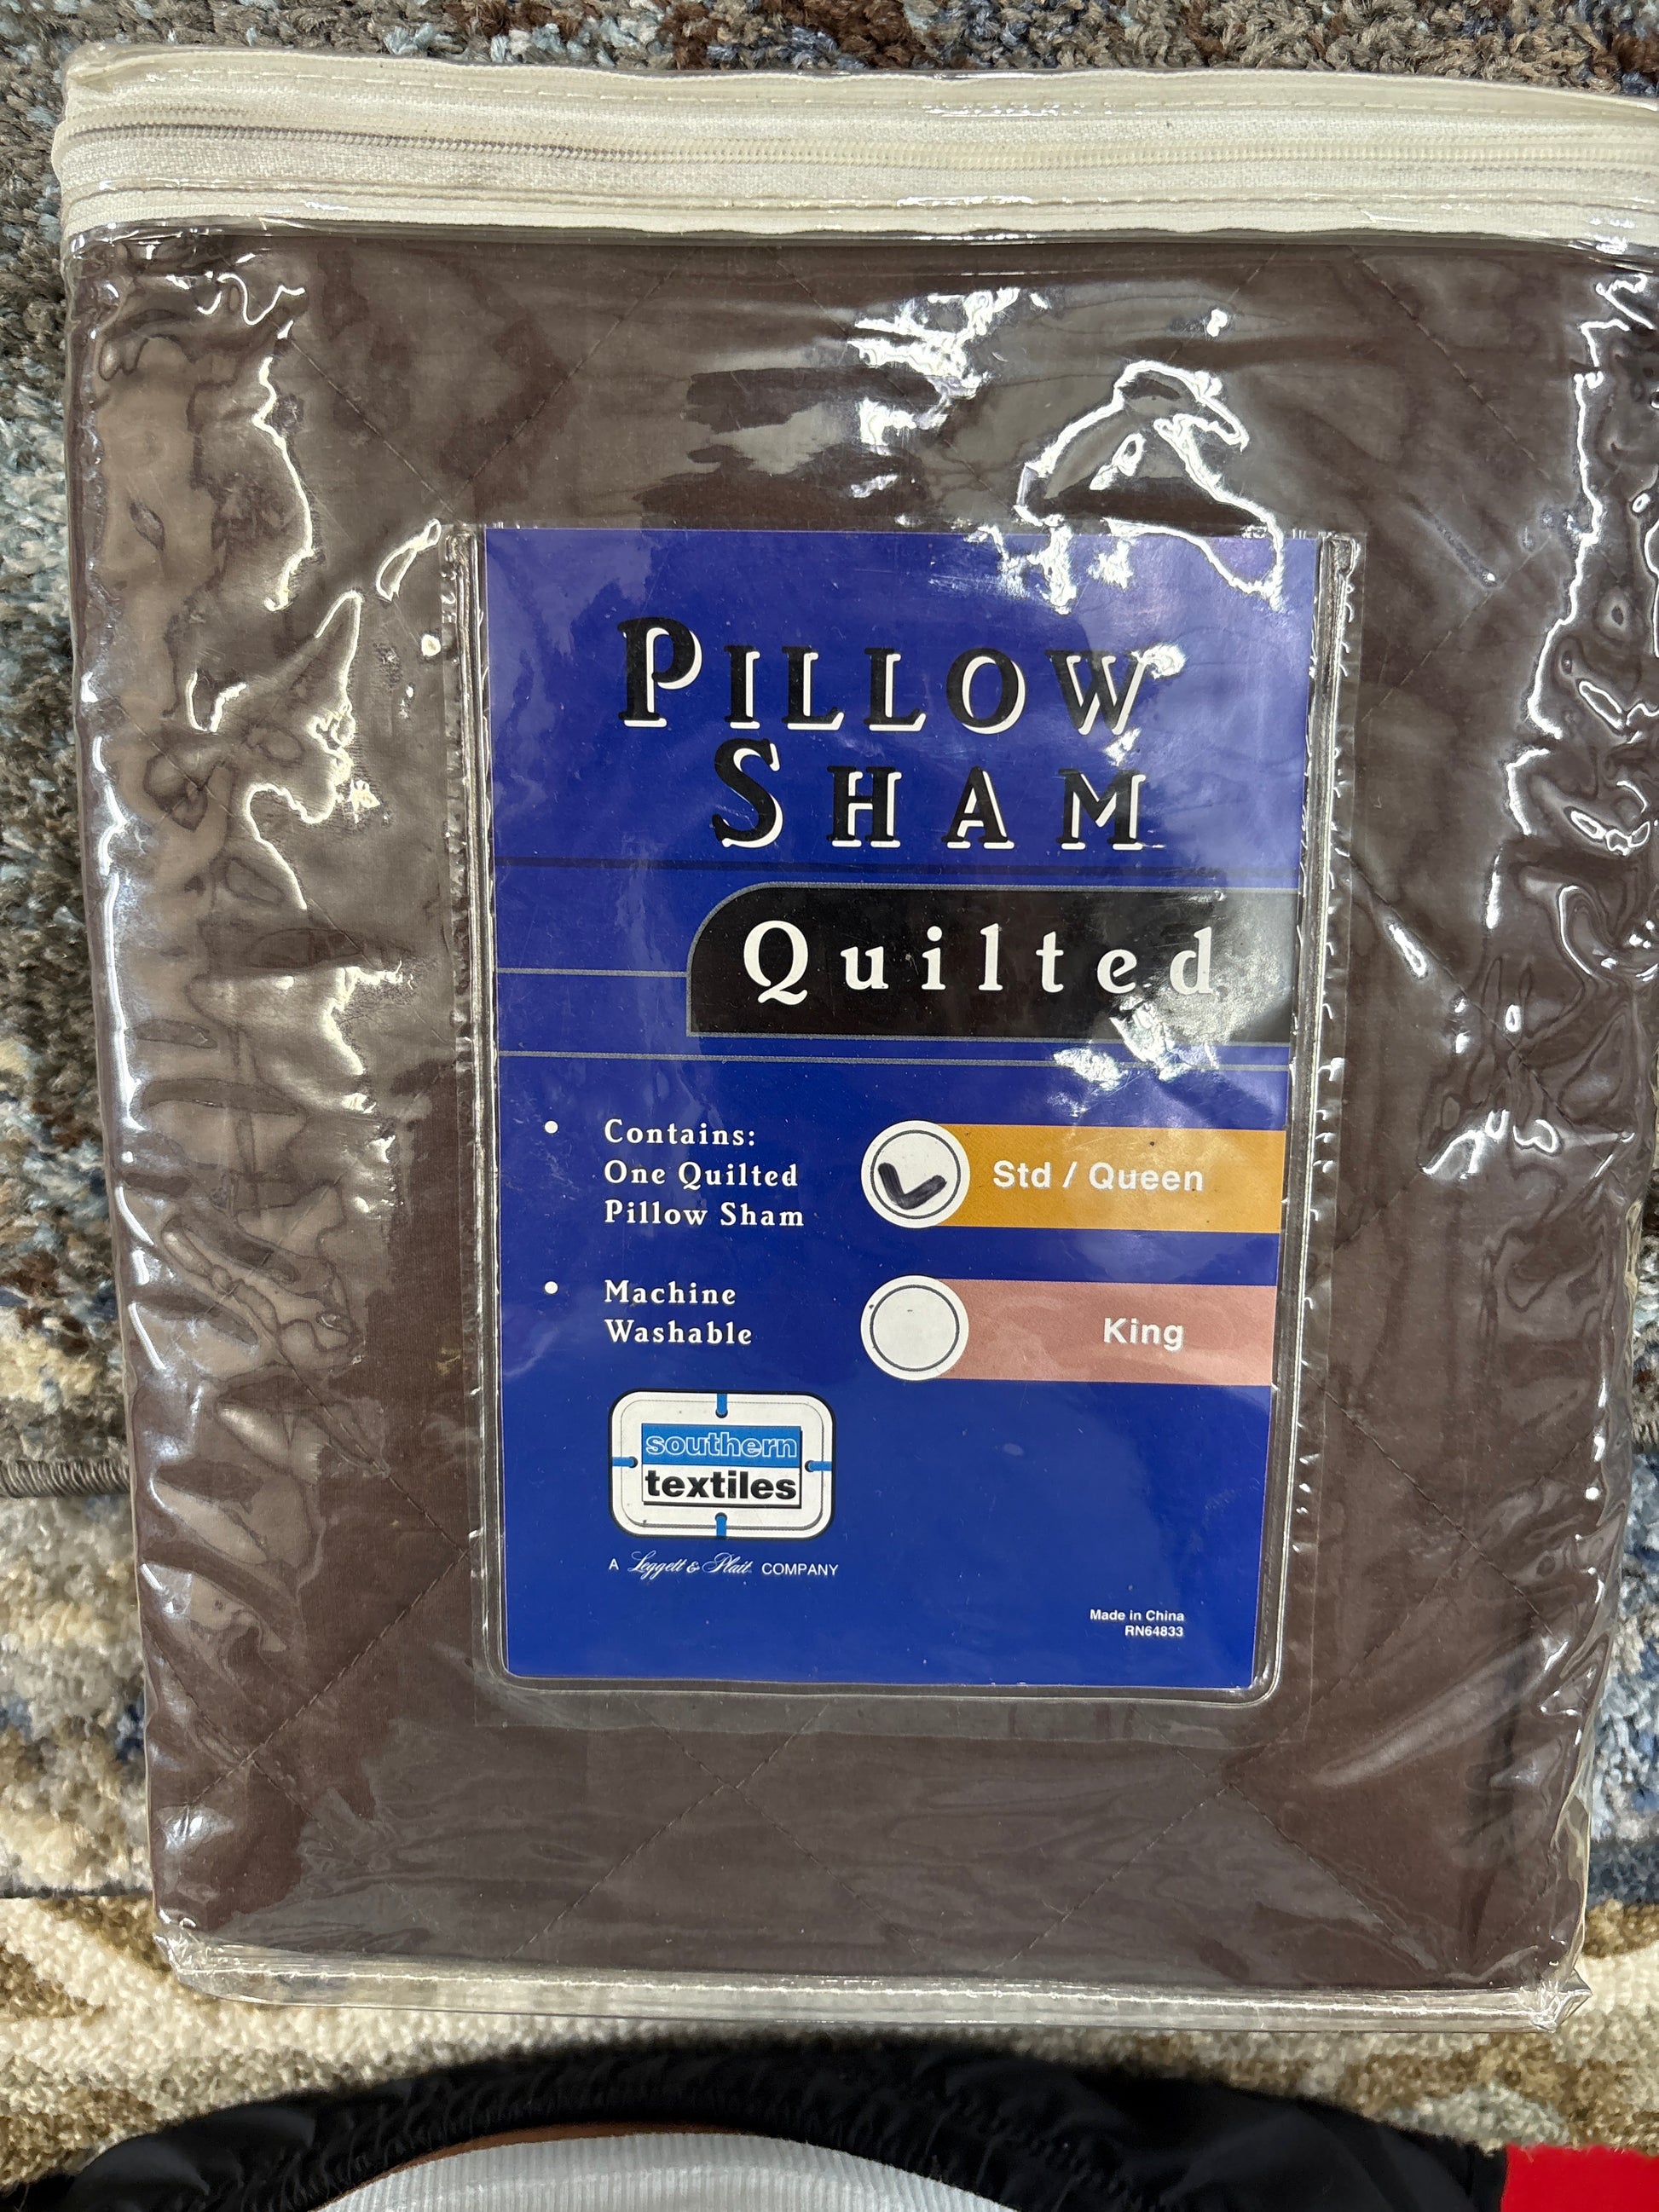 PILLOW
SHAM
Quilted
• Contains:
One Quilted
Pillow Sham
Std / Queen
• Machine
Washable
King
southern
textiles
A Leggett & Platt COMPANY
Made in China
RN64833